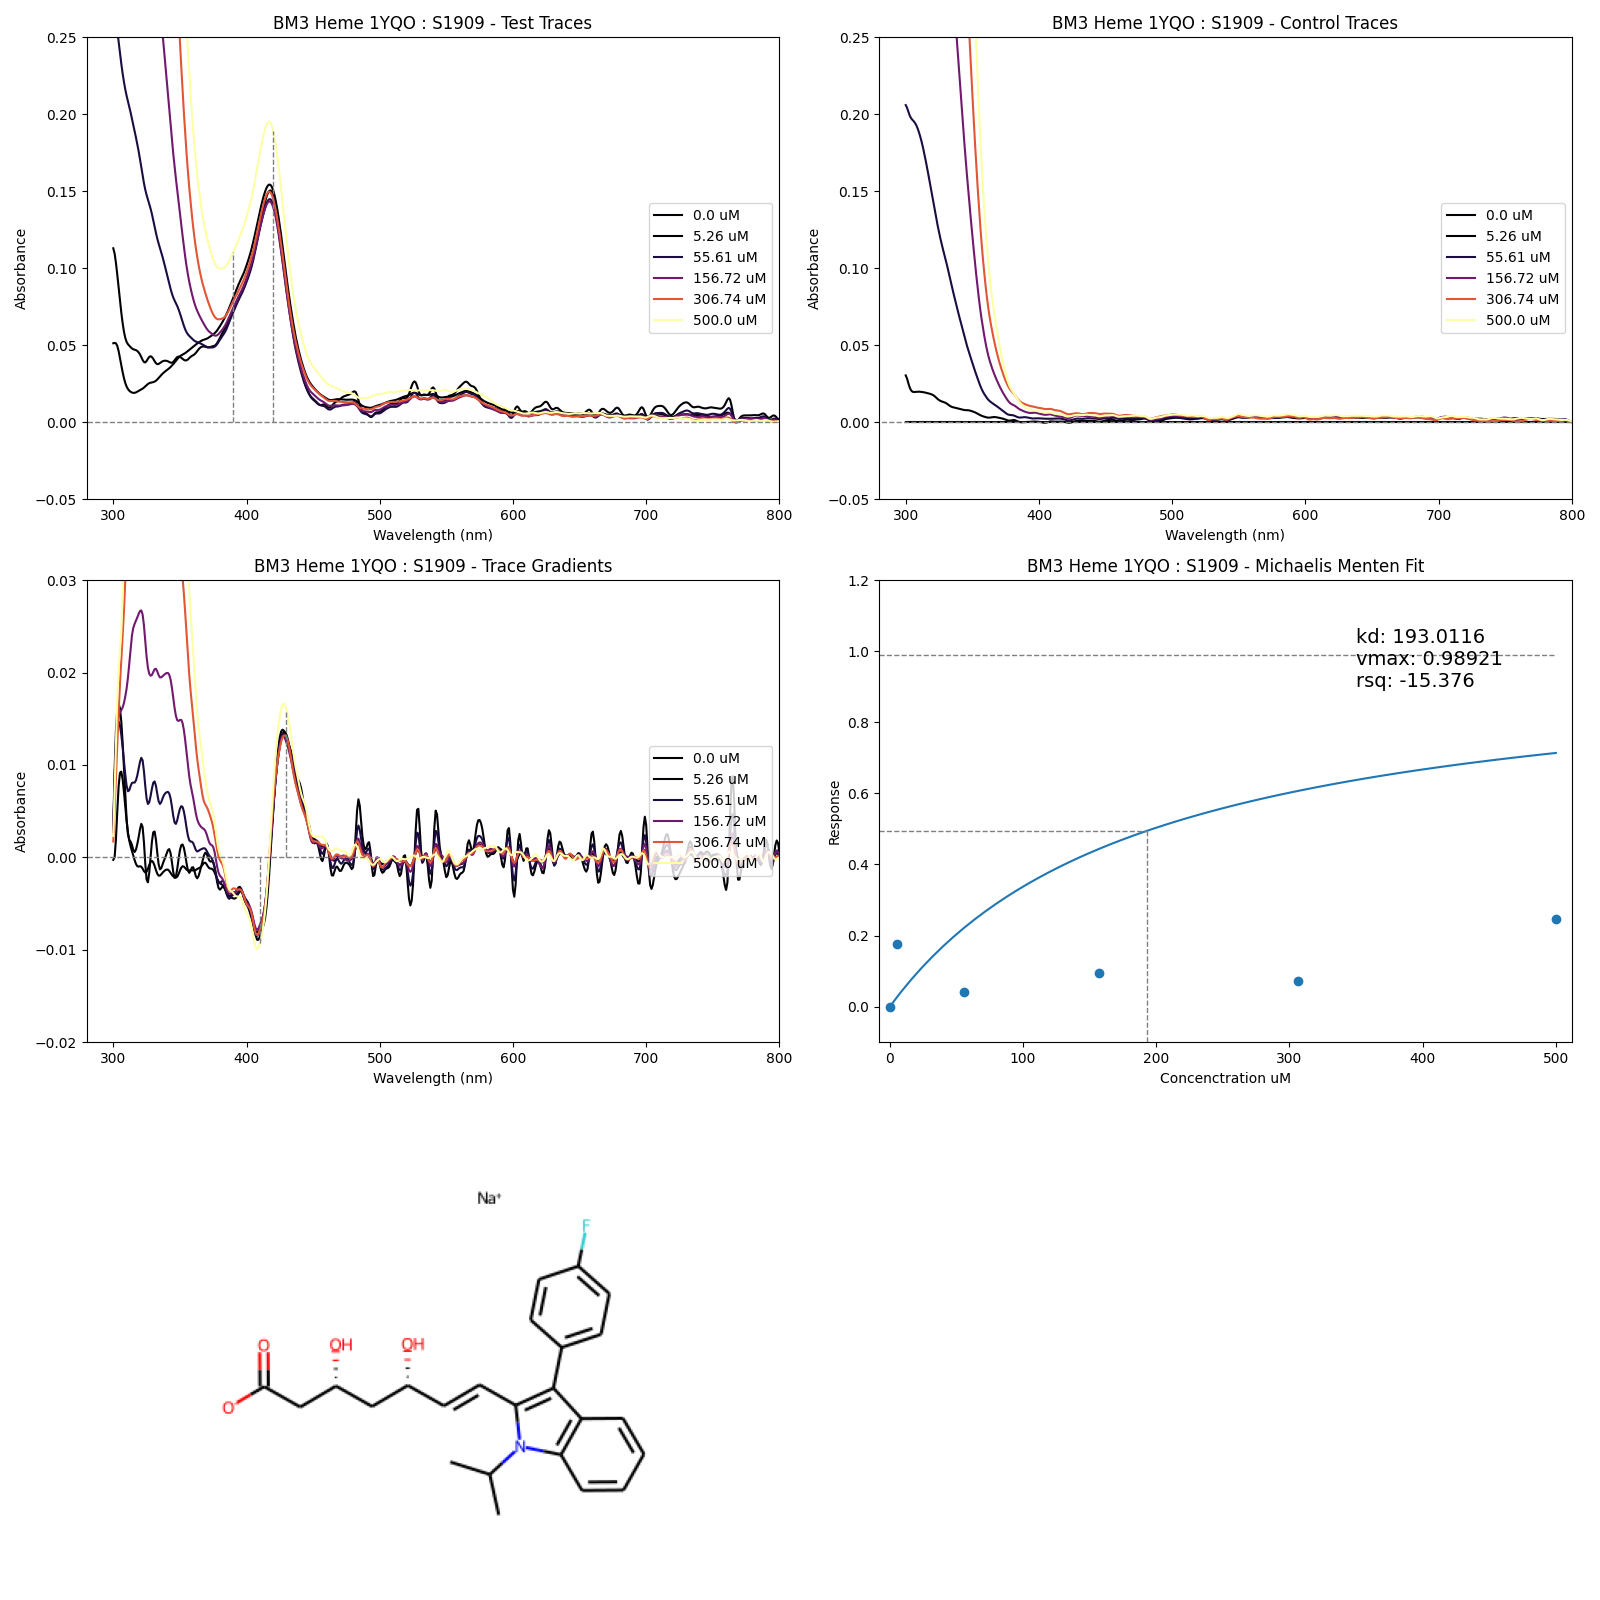 BM3 Heme 1YQO : S1909 - Test Traces
0.25
0.20
0.15
0.10
0.05
0.00
−0.05
Absorbance
0.0 uM
5.26 uM
55.61 uM
156.72 uM
306.74 uM
500.0 uM
300 400 500 600 700 800
Wavelength (nm)
BM3 Heme 1YQO : S1909 - Control Traces
0.25
0.20
0.15
0.10
0.05
0.00
−0.05
Absorbance
0.0 uM
5.26 uM
55.61 uM
156.72 uM
306.74 uM
500.0 uM
300 400 500 600 700 800
Wavelength (nm)
BM3 Heme 1YQO : S1909 - Trace Gradients
0.03
0.02
0.01
0.00
−0.01
−0.02
Absorbance
0.0 uM
5.26 uM
55.61 uM
156.72 uM
306.74 uM
500.0 uM
300 400 500 600 700 800
Wavelength (nm)
BM3 Heme 1YQO : S1909 - Michaelis Menten Fit
1.2
1.0
0.8
0.6
0.4
0.2
0.0
Response
kd: 193.0116
vmax: 0.98921
rsq: -15.376
0 100 200 300 400 500
Concenctration uM
Na⁺
F
O OH OH
O
N